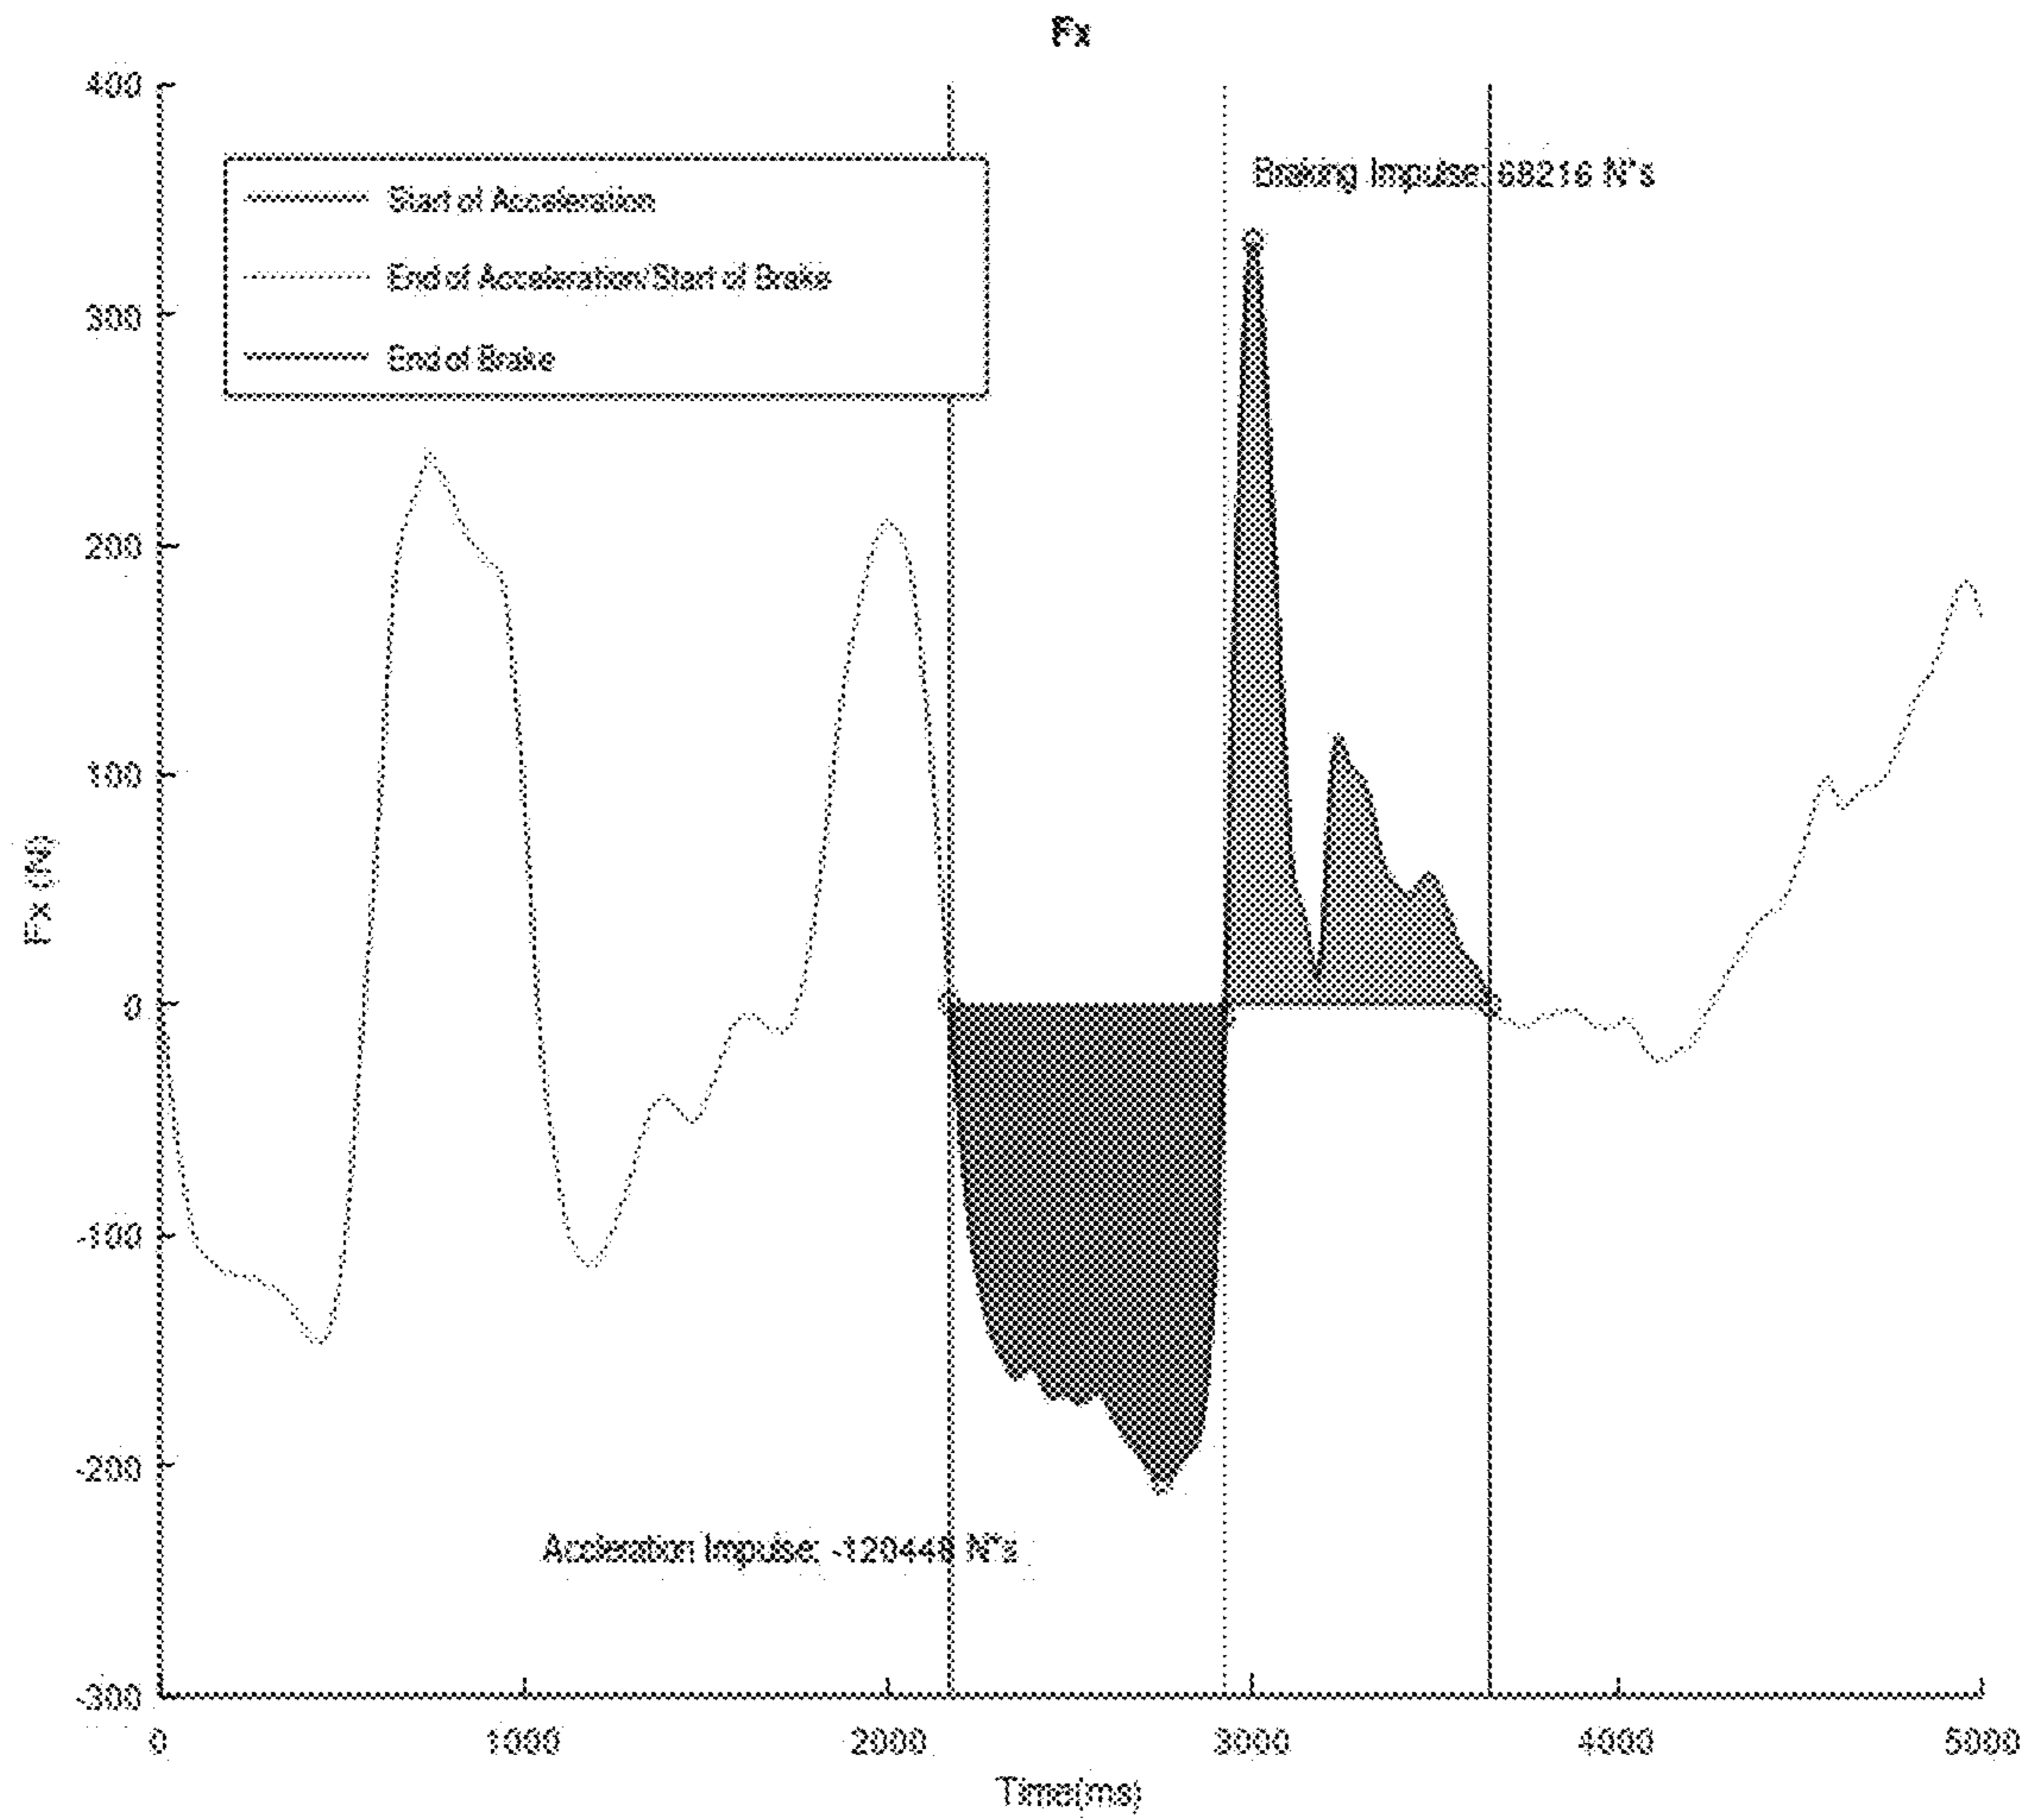 Fx
400
300
200
100
0
-100
-200
-300
Fx (N)
Start of Acceleration
End of Acceleration/Start of Brake
End of Brake
Braking Impulse: 68216 N*s
Accleration Impulse: -120448 N*s
0 1000 2000 3000 4000 5000
Time(ms)